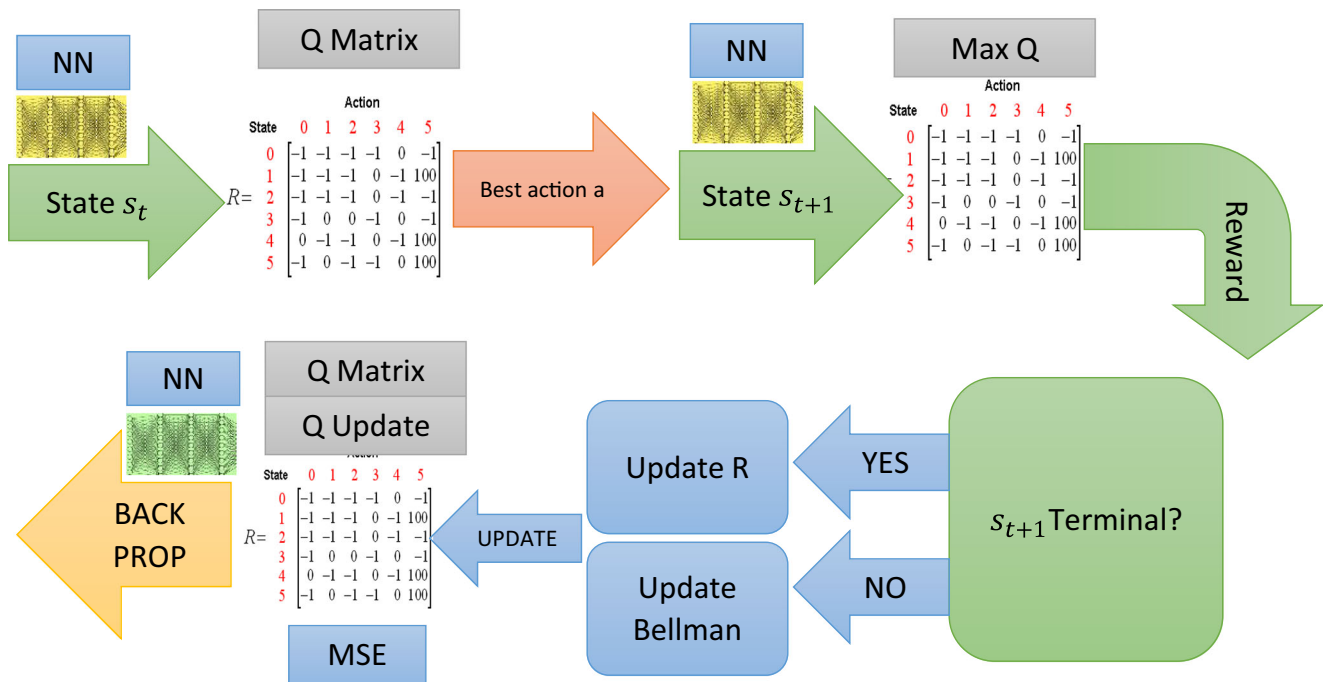 NN
Q Matrix
Action
State 0 1 2 3 4 5
0 -1 -1 -1 -1 0 -1
1 -1 -1 -1 0 -1 100
2 -1 -1 -1 0 -1 -1
3 -1 0 0 -1 0 -1
4 0 -1 -1 0 -1 100
5 -1 0 -1 -1 0 100
R=
State s_t
Best action a
NN
State s_{t+1}
Max Q
Action
State 0 1 2 3 4 5
0 -1 -1 -1 -1 0 -1
1 -1 -1 -1 0 -1 100
2 -1 -1 -1 0 -1 -1
3 -1 0 0 -1 0 -1
4 0 -1 -1 0 -1 100
5 -1 0 -1 -1 0 100
Reward
s_{t+1} Terminal?
YES
NO
Update R
Update
Bellman
UPDATE
Q Matrix
Q Update
Action
State 0 1 2 3 4 5
0 -1 -1 -1 -1 0 -1
1 -1 -1 -1 0 -1 100
2 -1 -1 -1 0 -1 -1
3 -1 0 0 -1 0 -1
4 0 -1 -1 0 -1 100
5 -1 0 -1 -1 0 100
R=
MSE
NN
BACK
PROP